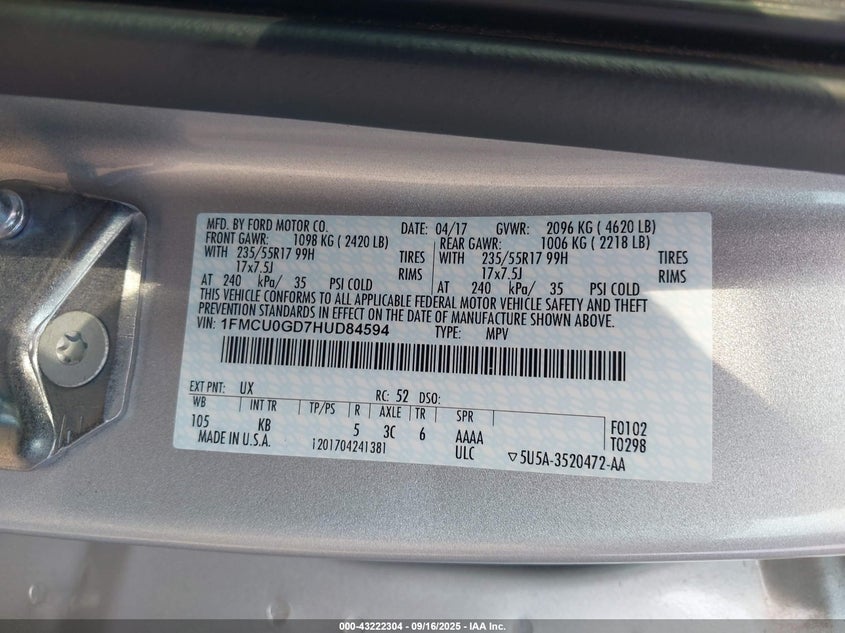 MFD. BY FORD MOTOR CO. DATE: 04/17 GVWR: 2096 KG ( 4620 LB)
FRONT GAWR: 1098 KG ( 2420 LB) REAR GAWR: 1006 KG ( 2218 LB)
WITH 235/55R17 99H TIRES WITH 235/55R17 99H TIRES
17x7.5J RIMS 17x7.5J RIMS
AT 240 kPa/ 35 PSI COLD AT 240 kPa/ 35 PSI COLD
THIS VEHICLE CONFORMS TO ALL APPLICABLE FEDERAL MOTOR VEHICLE SAFETY AND THEFT
PREVENTION STANDARDS IN EFFECT ON THE DATE OF MANUFACTURE SHOWN ABOVE.
VIN: 1FMCU0GD7HUD84594 TYPE: MPV
EXT PNT: UX RC: 52 DSO:
WB INT TR TP/PS R AXLE TR SPR
105 KB 5 3C 6 AAAA F0102
ULC T0298
MADE IN U.S.A. 1201704241381 ▽5U5A-3520472-AA
000-43222304 - 09/16/2025 - IAA Inc.